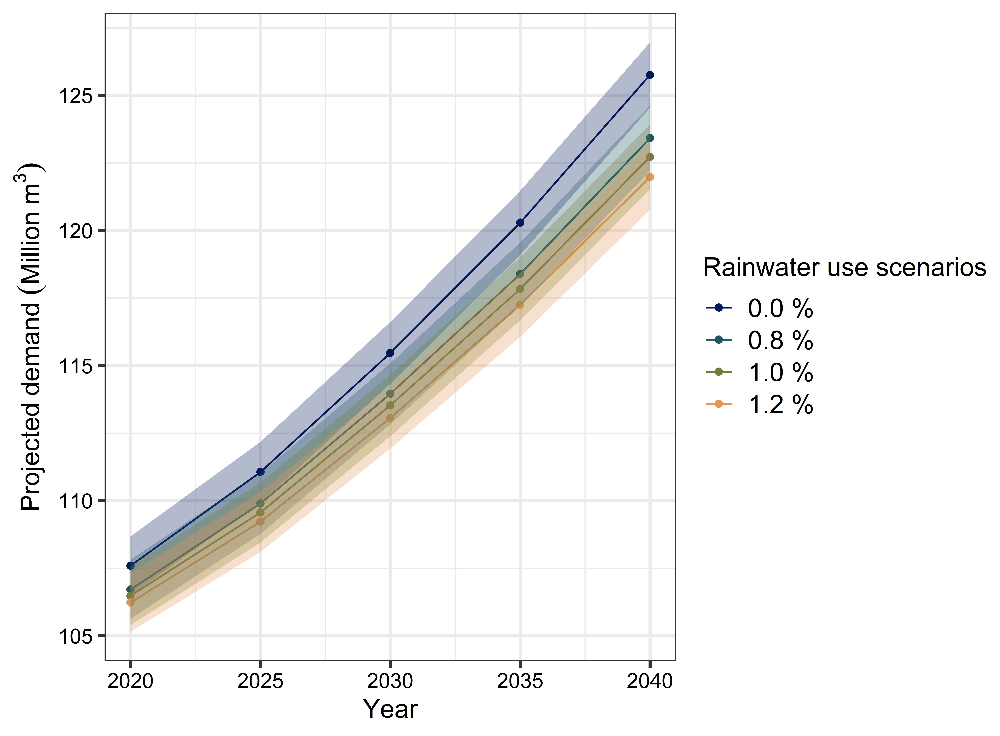 Projected demand (Million m³)
125
120
115
110
105
2020 2025 2030 2035 2040
Year
Rainwater use scenarios
0.0 %
0.8 %
1.0 %
1.2 %